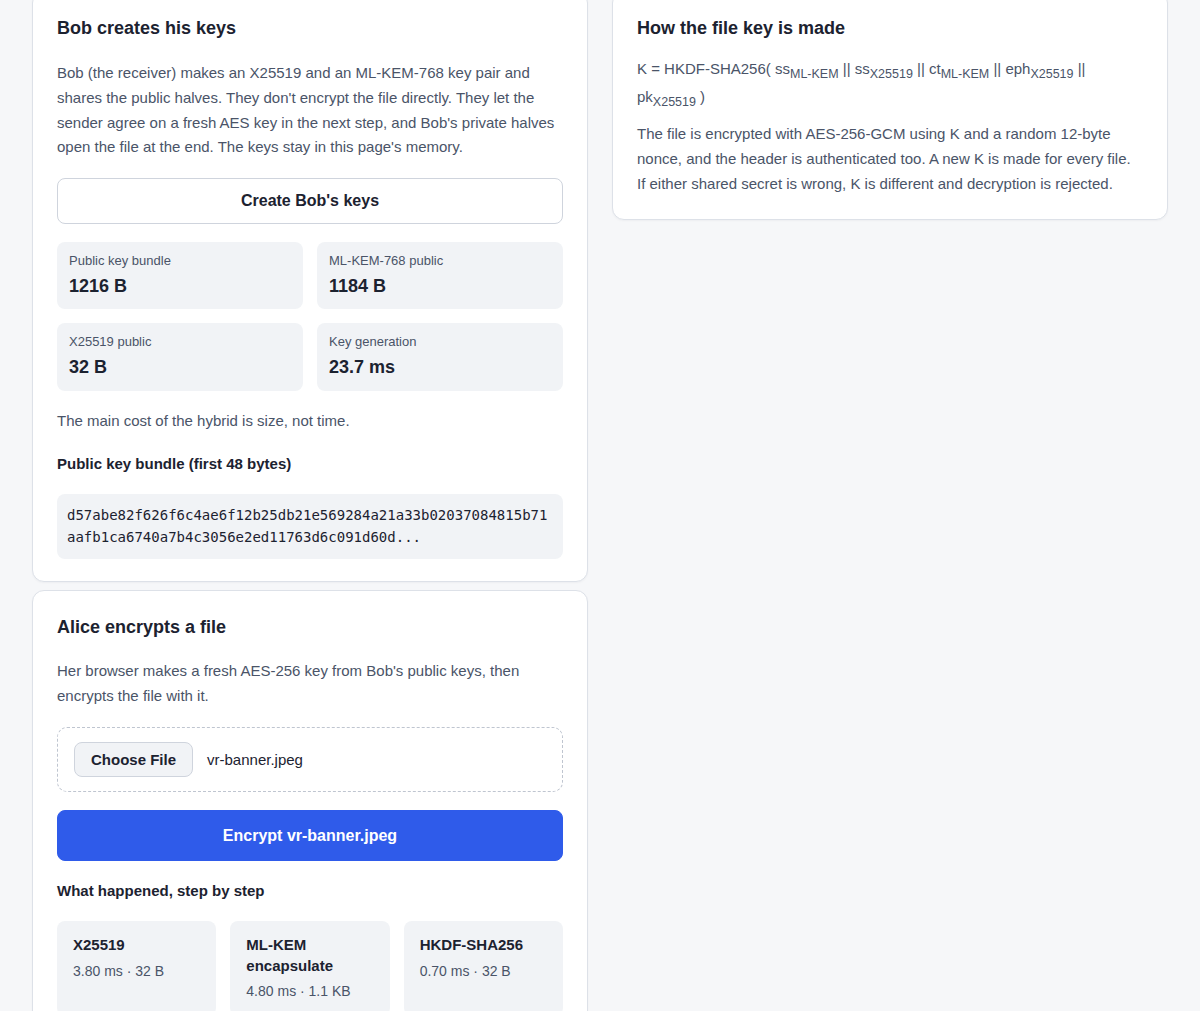 Bob creates his keys
Bob (the receiver) makes an X25519 and an ML-KEM-768 key pair and
shares the public halves. They don't encrypt the file directly. They let the
sender agree on a fresh AES key in the next step, and Bob's private halves
open the file at the end. The keys stay in this page's memory.
Create Bob's keys
Public key bundle
1216 B
ML-KEM-768 public
1184 B
X25519 public
32 B
Key generation
23.7 ms
The main cost of the hybrid is size, not time.
Public key bundle (first 48 bytes)
d57abe82f626f6c4ae6f12b25db21e569284a21a33b02037084815b71
aafb1ca6740a7b4c3056e2ed11763d6c091d60d...
Alice encrypts a file
Her browser makes a fresh AES-256 key from Bob's public keys, then
encrypts the file with it.
Choose File vr-banner.jpeg
Encrypt vr-banner.jpeg
What happened, step by step
X25519
3.80 ms · 32 B
ML-KEM
encapsulate
4.80 ms · 1.1 KB
HKDF-SHA256
0.70 ms · 32 B
How the file key is made
K = HKDF-SHA256( ssML-KEM || ssX25519 || ctML-KEM || ephX25519 ||
pkX25519 )
The file is encrypted with AES-256-GCM using K and a random 12-byte
nonce, and the header is authenticated too. A new K is made for every file.
If either shared secret is wrong, K is different and decryption is rejected.